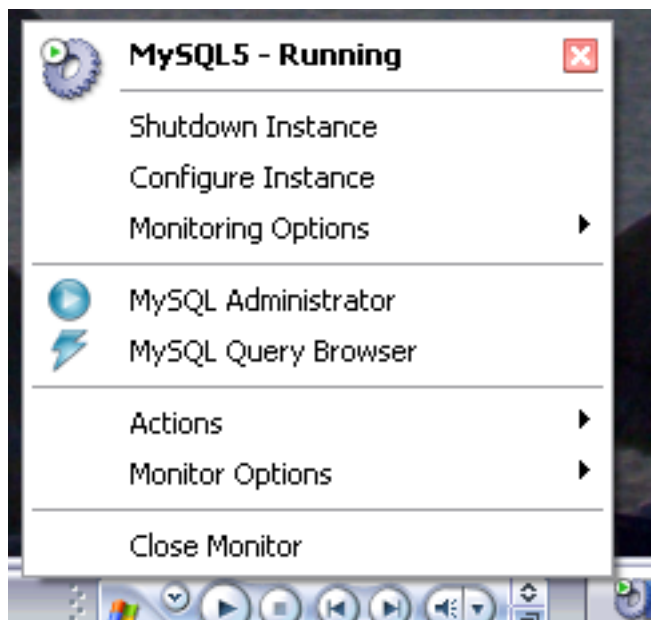 MySQL5 - Running
Shutdown Instance
Configure Instance
Monitoring Options
MySQL Administrator
MySQL Query Browser
Actions
Monitor Options
Close Monitor